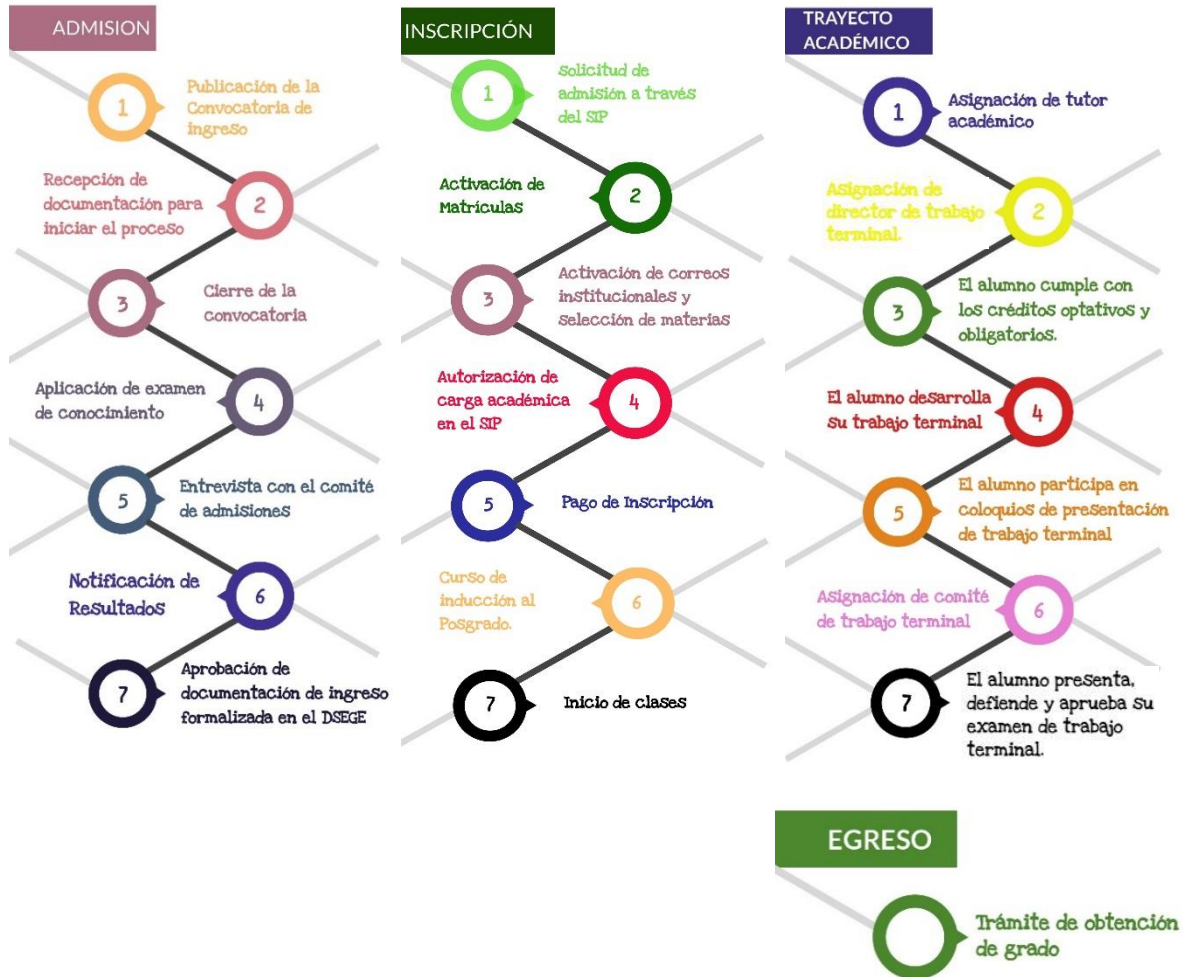 ADMISION
1
Publicación de la
Convocatoria de
ingreso
Recepción de
documentación para
iniciar el proceso
2
3
Cierre de la
convocatoria
Aplicación de examen
de conocimiento
4
5
Entrevista con el comité
de admisiones
Notificación de
Resultados
6
7
Aprobación de
documentación de ingreso
formalizada en el DSEGE
INSCRIPCIÓN
1
Solicitud de
admisión a través
del SIP
Activación de
Matrículas
2
3
Activación de correos
institucionales y
selección de materias
Autorización de
carga académica
en el SIP
4
5
Pago de Inscripción
Curso de
inducción al
Posgrado.
6
7
Inicio de clases
TRAYECTO
ACADÉMICO
1
Asignación de tutor
académico
Asignación de
director de trabajo
terminal.
2
3
El alumno cumple con
los créditos optativos y
obligatorios.
El alumno desarrolla
su trabajo terminal
4
5
El alumno participa en
coloquios de presentación
de trabajo terminal
Asignación de comité
de trabajo terminal
6
7
El alumno presenta,
defiende y aprueba su
examen de trabajo
terminal.
EGRESO
Trámite de obtención
de grado